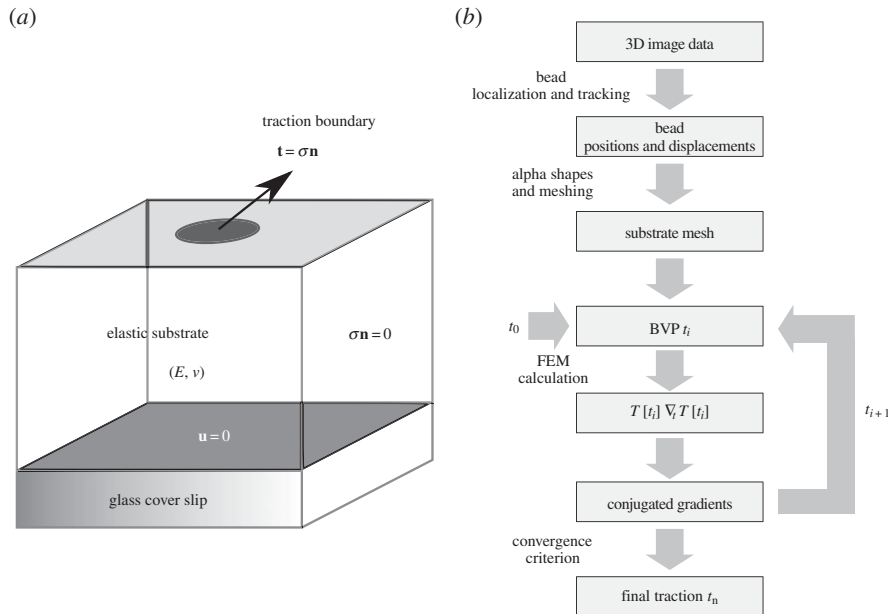 (a)
traction boundary
t = σn
elastic substrate
(E, ν)
σn = 0
u = 0
glass cover slip
(b)
3D image data
bead
localization and tracking
bead
positions and displacements
alpha shapes
and meshing
substrate mesh
t0
BVP ti
FEM
calculation
T [ti] ∇t T [ti]
ti + 1
conjugated gradients
convergence
criterion
final traction tn